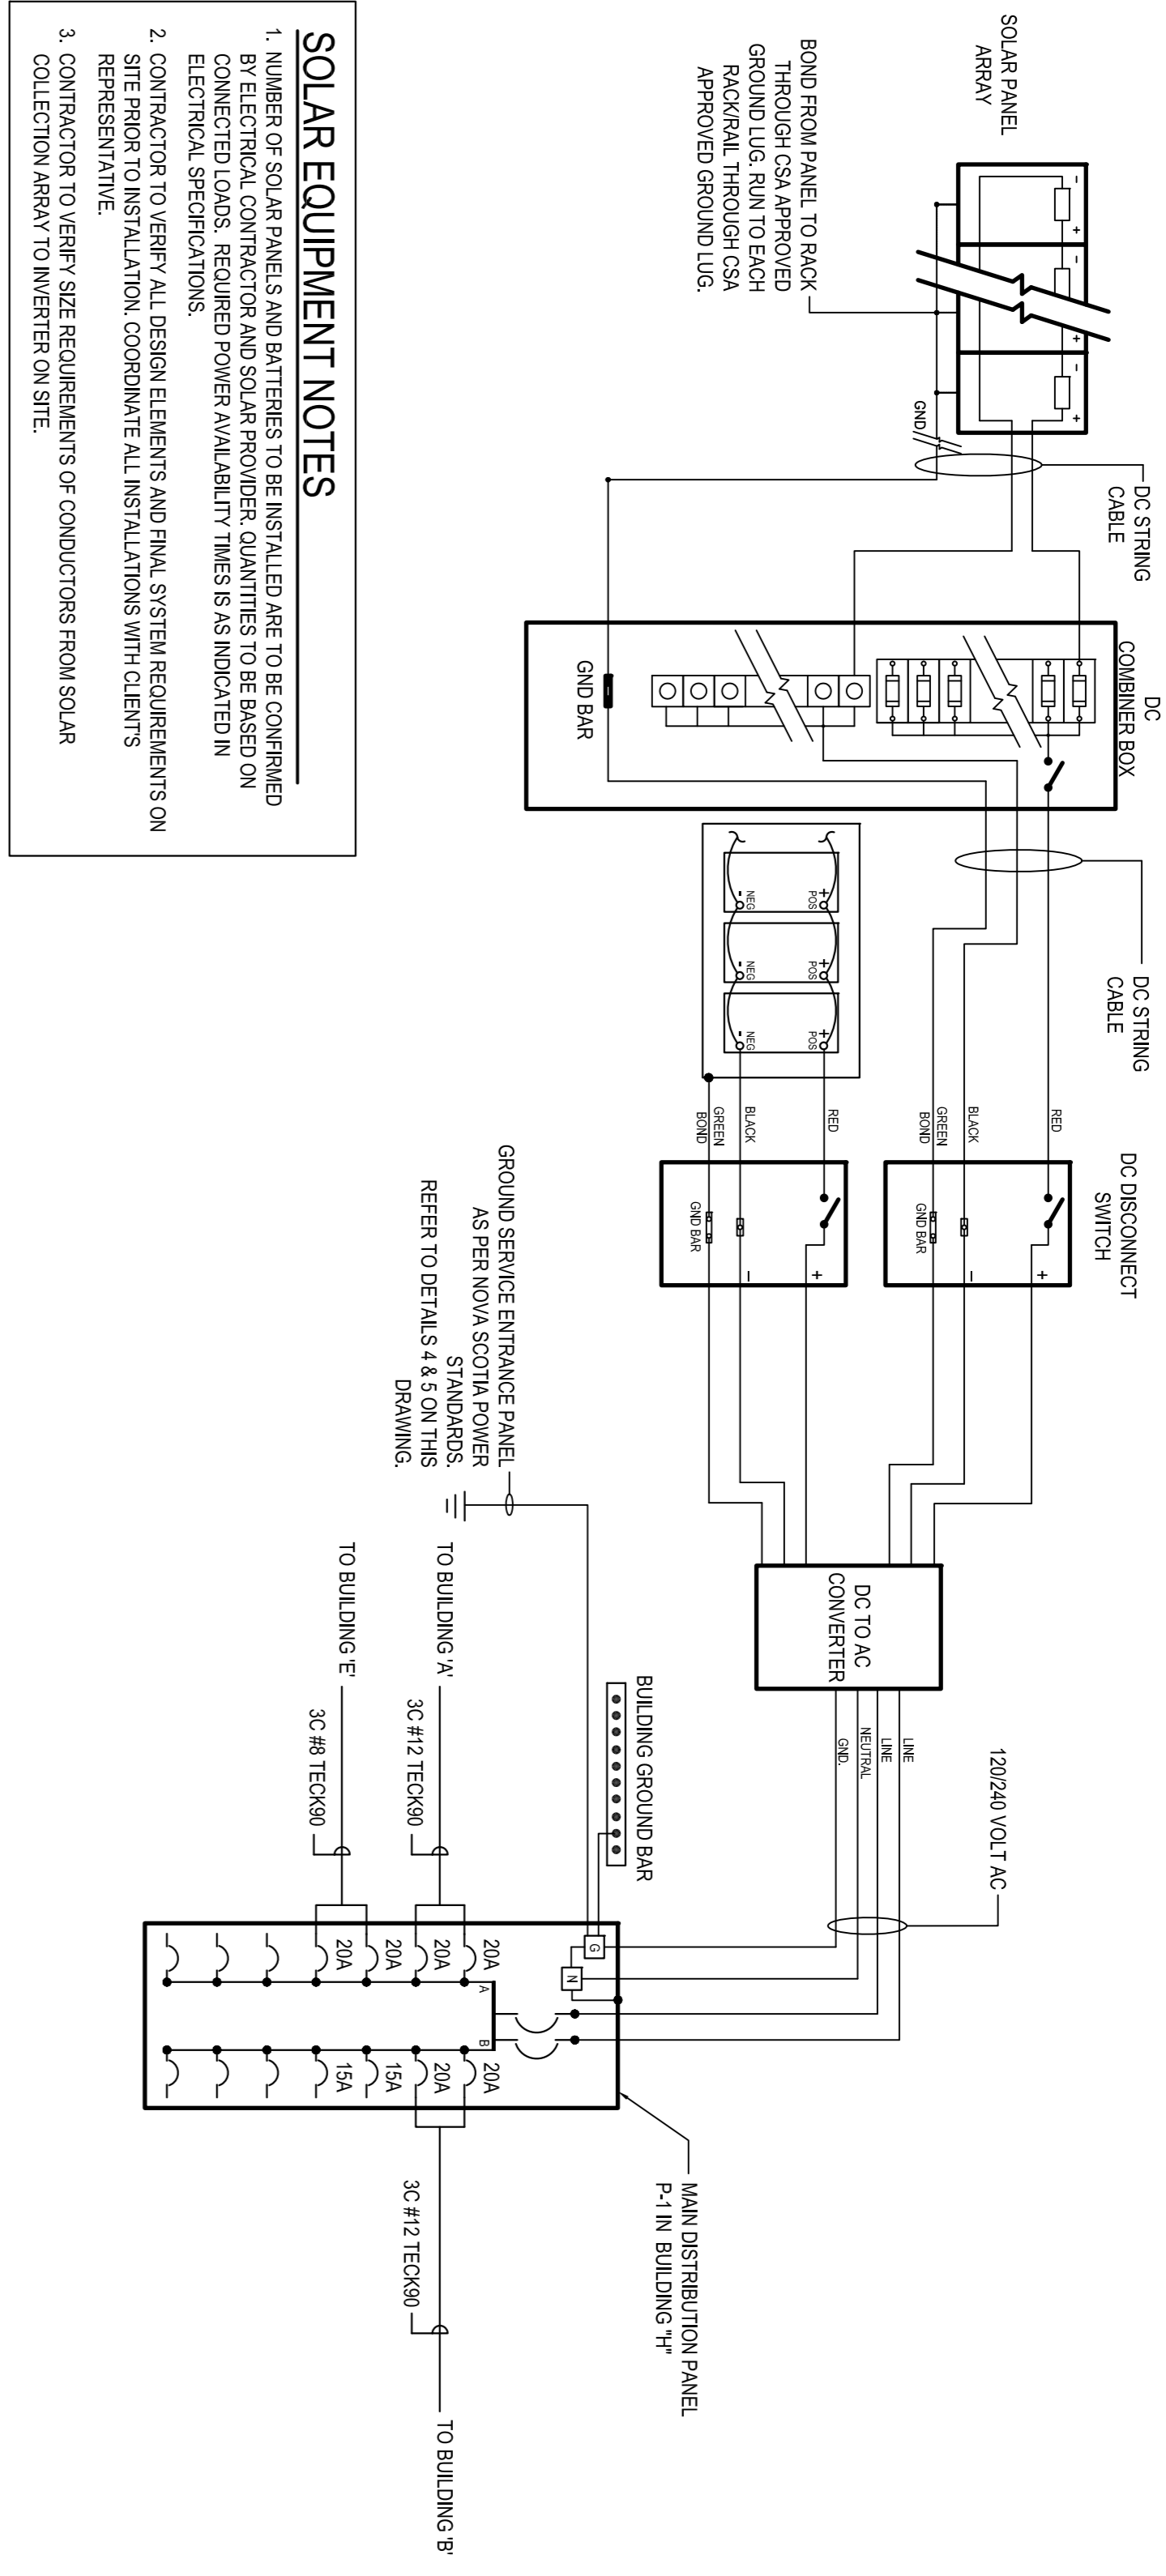 SOLAR PANEL
ARRAY
BOND FROM PANEL TO RACK
THROUGH CSA APPROVED
GROUND LUG. RUN TO EACH
RACK/RAIL THROUGH CSA
APPROVED GROUND LUG.
-
+
-
+
-
+
GND
DC STRING
CABLE
DC
COMBINER BOX
GND BAR
DC STRING
CABLE
+
POS
-
NEG
+
POS
-
NEG
+
POS
-
NEG
RED
BLACK
GREEN
BOND
RED
BLACK
GREEN
BOND
DC DISCONNECT
SWITCH
+
-
GND BAR
+
-
GND BAR
DC TO AC
CONVERTER
LINE
LINE
NEUTRAL
GND.
120/240 VOLT AC
GROUND SERVICE ENTRANCE PANEL
AS PER NOVA SCOTIA POWER
STANDARDS.
REFER TO DETAILS 4 & 5 ON THIS
DRAWING.
BUILDING GROUND BAR
TO BUILDING 'A'
3C #12 TECK90
TO BUILDING 'E'
3C #8 TECK90
G
N
A
B
20A
20A
20A
20A
20A
20A
15A
15A
MAIN DISTRIBUTION PANEL
P-1 IN BUILDING "H"
3C #12 TECK90
TO BUILDING 'B'
SOLAR EQUIPMENT NOTES
1. NUMBER OF SOLAR PANELS AND BATTERIES TO BE INSTALLED ARE TO BE CONFIRMED
BY ELECTRICAL CONTRACTOR AND SOLAR PROVIDER. QUANTITIES TO BE BASED ON
CONNECTED LOADS. REQUIRED POWER AVAILABILITY TIMES IS AS INDICATED IN
ELECTRICAL SPECIFICATIONS.
2. CONTRACTOR TO VERIFY ALL DESIGN ELEMENTS AND FINAL SYSTEM REQUIREMENTS ON
SITE PRIOR TO INSTALLATION. COORDINATE ALL INSTALLATIONS WITH CLIENT'S
REPRESENTATIVE.
3. CONTRACTOR TO VERIFY SIZE REQUIREMENTS OF CONDUCTORS FROM SOLAR
COLLECTION ARRAY TO INVERTER ON SITE.